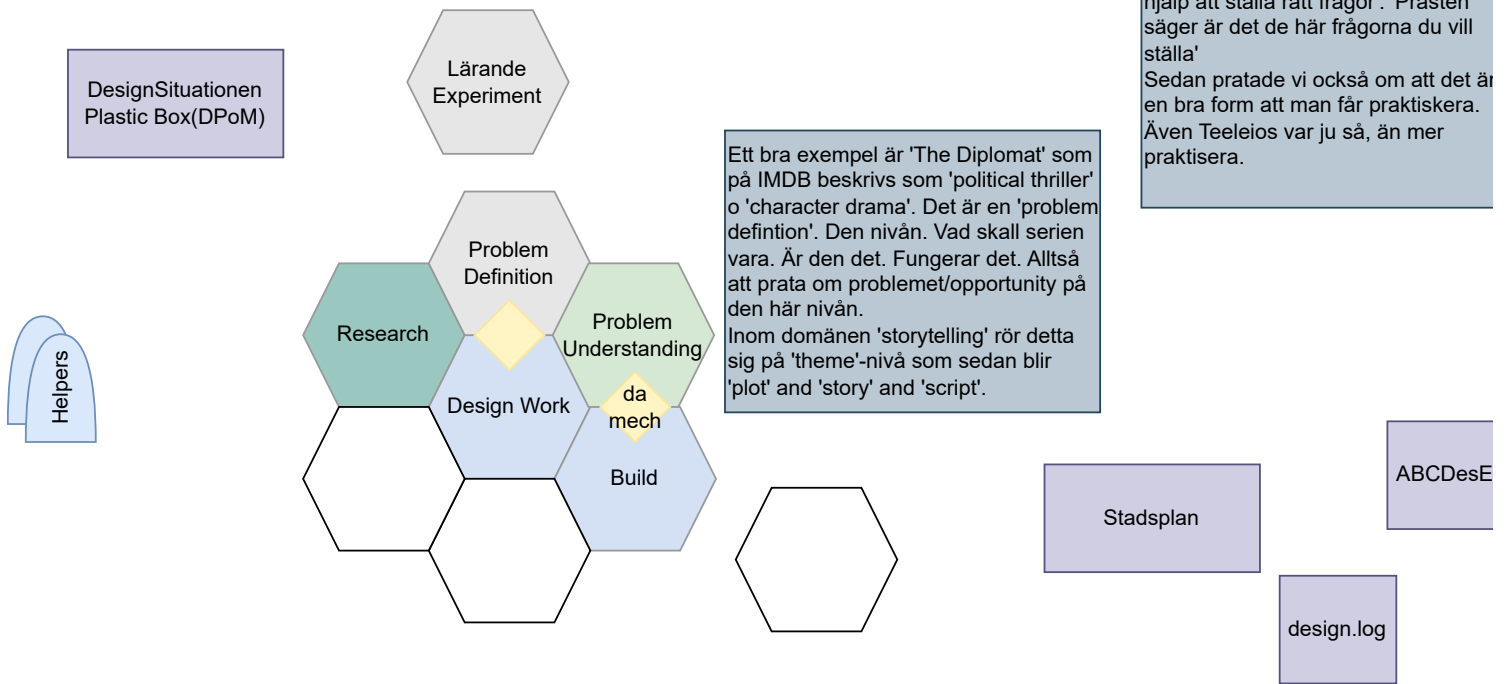 hjälp att ställa rätt frågor'. 'Prästen
säger är det de här frågorna du vill
ställa'
Sedan pratade vi också om att det är
en bra form att man får praktiskera.
Även Teeleios var ju så, än mer
praktisera.
DesignSituationen
Plastic Box(DPoM)
Lärande
Experiment
Ett bra exempel är 'The Diplomat' som
på IMDB beskrivs som 'political thriller'
o 'character drama'. Det är en 'problem
defintion'. Den nivån. Vad skall serien
vara. Är den det. Fungerar det. Alltså
att prata om problemet/opportunity på
den här nivån.
Inom domänen 'storytelling' rör detta
sig på 'theme'-nivå som sedan blir
'plot' and 'story' and 'script'.
Problem
Definition
Research
Problem
Understanding
Helpers
Design Work
da
mech
Build
Stadsplan
ABCDesE
design.log